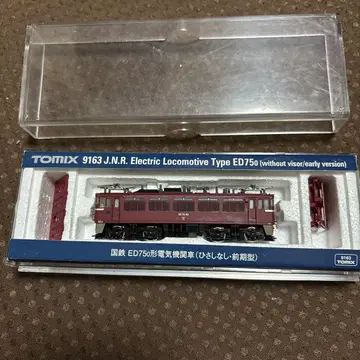 TOMIX 9163 J.N.R. Electric Locomotive Type ED75⁰ (without visor/early version)
国鉄 ED75⁰形電気機関車(ひさしなし・前期型)
9163
TOMIX